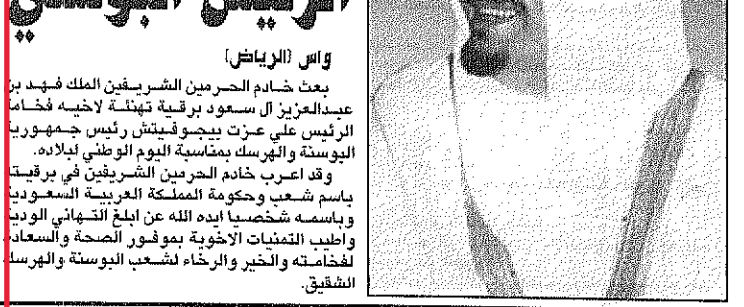 الرئيس البوسني
واس (الرياض)
بعث خادم الحرمين الشريفين الملك فهد بن
عبدالعزيز آل سعود برقية تهنئة لاخيه فخامة
الرئيس علي عزت بيجوفيتش رئيس جمهورية
البوسنة والهرسك بمناسبة اليوم الوطني لبلاده.
وقد اعرب خادم الحرمين الشريفين في برقيته
باسم شعب وحكومة المملكة العربية السعودية
وباسمه شخصيا ايده الله عن ابلغ التهاني الودية
واطيب التمنيات الاخوية بموفور الصحة والسعادة
لفخامته والخير والرخاء لشعب البوسنة والهرسك
الشقيق.